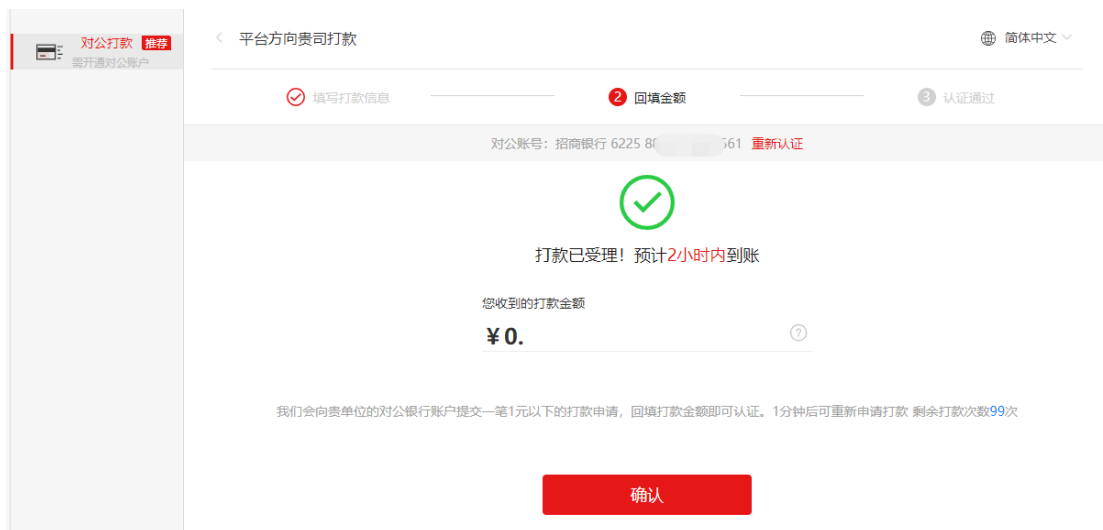 对公打款 推荐
需开通对公账户
平台方向贵司打款
简体中文
填写打款信息
2 回填金额
3 认证通过
对公账号：招商银行 6225 561 重新认证
打款已受理！预计2小时内到账
您收到的打款金额
¥0.
?
我们会向贵单位的对公银行账户提交一笔1元以下的打款申请，回填打款金额即可认证。1分钟后可重新申请打款 剩余打款次数99次
确认